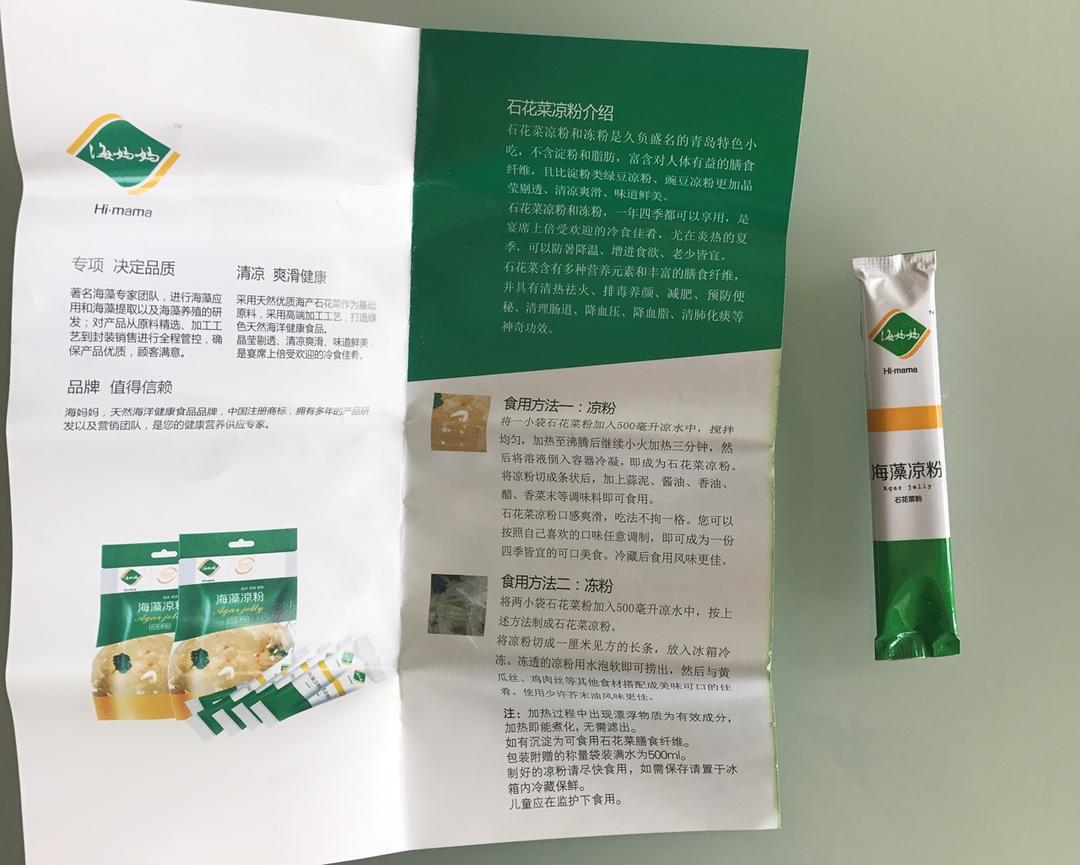 海妈妈
TM
Hi·mama
专项 决定品质
著名海藻专家团队，进行海藻应
用和海藻提取以及海藻养殖的研
发；对产品从原料精选、加工工
艺到封装销售进行全程管控，确
保产品优质，顾客满意。
清凉 爽滑健康
采用天然优质海产石花菜作为基础
原料，采用高端加工工艺，打造绿
色天然海洋健康食品。
晶莹剔透、清凉爽滑、味道鲜美，
是宴席上倍受欢迎的冷食佳肴。
品牌 值得信赖
海妈妈，天然海洋健康食品品牌，中国注册商标，拥有多年的产品研
发以及营销团队，是您的健康营养供应专家。
海藻凉粉
Agar jelly
海藻凉粉
Agar jelly
石花菜凉粉介绍
石花菜凉粉和冻粉是久负盛名的青岛特色小
吃，不含淀粉和脂肪，富含对人体有益的膳食
纤维，且比淀粉类绿豆凉粉、豌豆凉粉更加晶
莹剔透、清凉爽滑、味道鲜美。
石花菜凉粉和冻粉，一年四季都可以享用，是
宴席上倍受欢迎的冷食佳肴，尤在炎热的夏
季，可以防暑降温、增进食欲、老少皆宜。
石花菜含有多种营养元素和丰富的膳食纤维，
并具有清热祛火、排毒养颜、减肥、预防便
秘、清理肠道、降血压、降血脂、清肺化痰等
神奇功效。
食用方法一：凉粉
将一小袋石花菜粉加入500毫升凉水中，搅拌
均匀，加热至沸腾后继续小火加热三分钟，然
后将溶液倒入容器冷凝，即成为石花菜凉粉。
将凉粉切成条状后，加上蒜泥、酱油、香油、
醋、香菜末等调味料即可食用。
石花菜凉粉口感爽滑，吃法不拘一格。您可以
按照自己喜欢的口味任意调制，即可成为一份
四季皆宜的可口美食。冷藏后食用风味更佳。
食用方法二：冻粉
将两小袋石花菜粉加入500毫升凉水中，按上
述方法制成石花菜凉粉。
将凉粉切成一厘米见方的长条，放入冰箱冷
冻。冻透的凉粉用水泡软即可捞出，然后与黄
瓜丝、鸡肉丝等其他食材搭配成美味可口的佳
肴。使用少许芥末油风味更佳。
注：加热过程中出现漂浮物质为有效成分，
加热即能煮化，无需滤出。
如有沉淀为可食用石花菜膳食纤维。
包装附赠的称量袋装满水为500ml。
制好的凉粉请尽快食用，如需保存请置于冰
箱内冷藏保鲜。
儿童应在监护下食用。
海妈妈
TM
Hi·mama
海藻凉粉
Agar jelly
石花菜粉